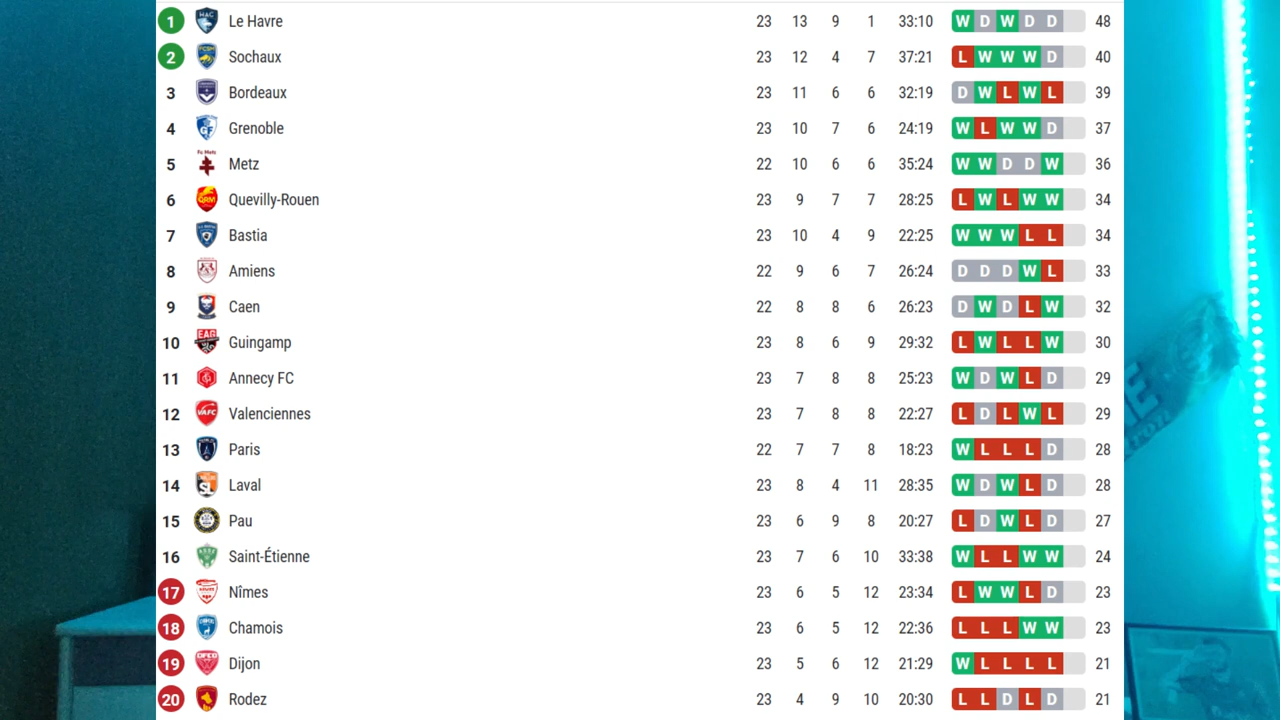 1 Le Havre 23 13 9 1 33:10 W D W D D 48
2 Sochaux 23 12 4 7 37:21 L W W W D 40
3 Bordeaux 23 11 6 6 32:19 D W L W L 39
4 Grenoble 23 10 7 6 24:19 W L W W D 37
5 Metz 22 10 6 6 35:24 W W D D W 36
6 Quevilly-Rouen 23 9 7 7 28:25 L W L W W 34
7 Bastia 23 10 4 9 22:25 W W W L L 34
8 Amiens 22 9 6 7 26:24 D D D W L 33
9 Caen 22 8 8 6 26:23 D W D L W 32
10 Guingamp 23 8 6 9 29:32 L W L L W 30
11 Annecy FC 23 7 8 8 25:23 W D W L D 29
12 Valenciennes 23 7 8 8 22:27 L D L W L 29
13 Paris 22 7 7 8 18:23 W L L L D 28
14 Laval 23 8 4 11 28:35 W D W L D 28
15 Pau 23 6 9 8 20:27 L D W L D 27
16 Saint-Étienne 23 7 6 10 33:38 W L L W W 24
17 Nîmes 23 6 5 12 23:34 L W W L D 23
18 Chamois 23 6 5 12 22:36 L L L W W 23
19 Dijon 23 5 6 12 21:29 W L L L L 21
20 Rodez 23 4 9 10 20:30 L L D L D 21